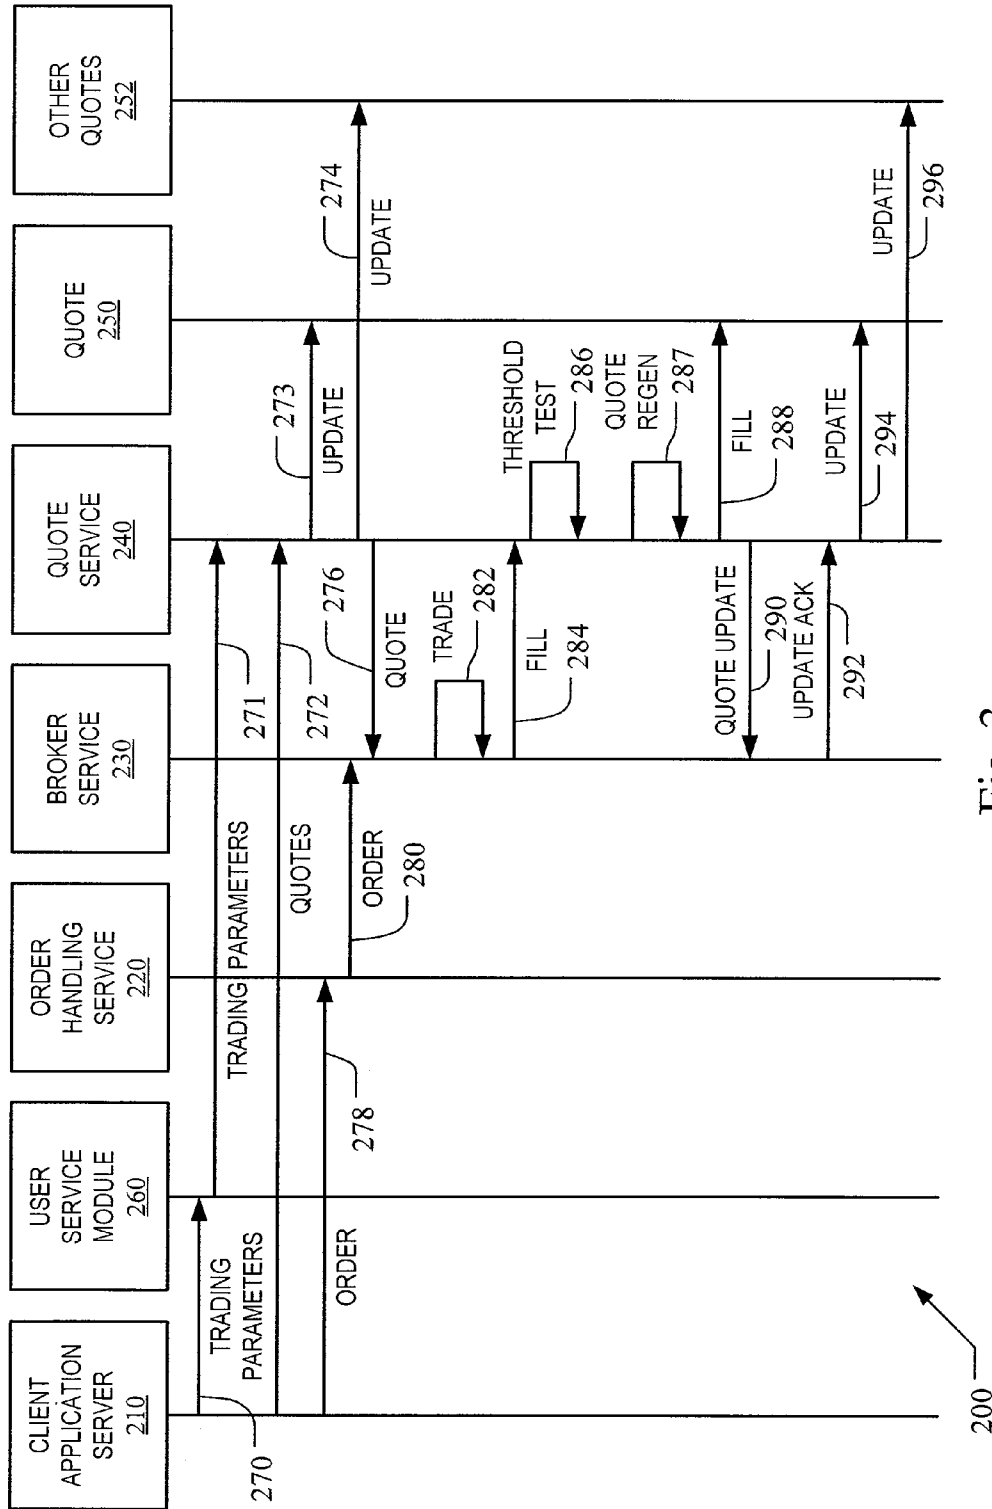 CLIENT
APPLICATION
SERVER
210
USER
SERVICE
MODULE
260
ORDER
HANDLING
SERVICE
220
BROKER
SERVICE
230
QUOTE
SERVICE
240
QUOTE
250
OTHER
QUOTES
252
270
TRADING
PARAMETERS
TRADING PARAMETERS
271
QUOTES
272
273
UPDATE
274
UPDATE
ORDER
278
ORDER
280
276
QUOTE
TRADE
282
FILL
284
THRESHOLD
TEST
286
QUOTE
REGEN
287
FILL
288
QUOTE UPDATE
290
UPDATE ACK
292
UPDATE
294
UPDATE
296
200
Fig. 2